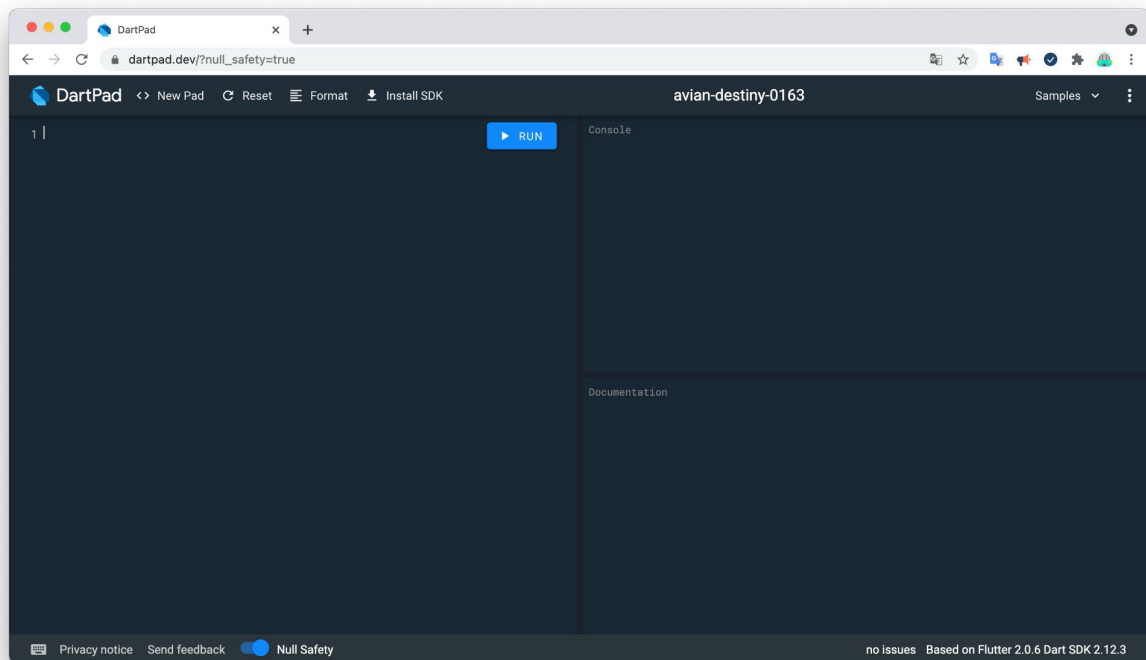 DartPad
dartpad.dev/?null_safety=true
DartPad <> New Pad Reset Format Install SDK avian-destiny-0163 Samples
1 RUN Console
Documentation
Privacy notice Send feedback Null Safety no issues Based on Flutter 2.0.6 Dart SDK 2.12.3